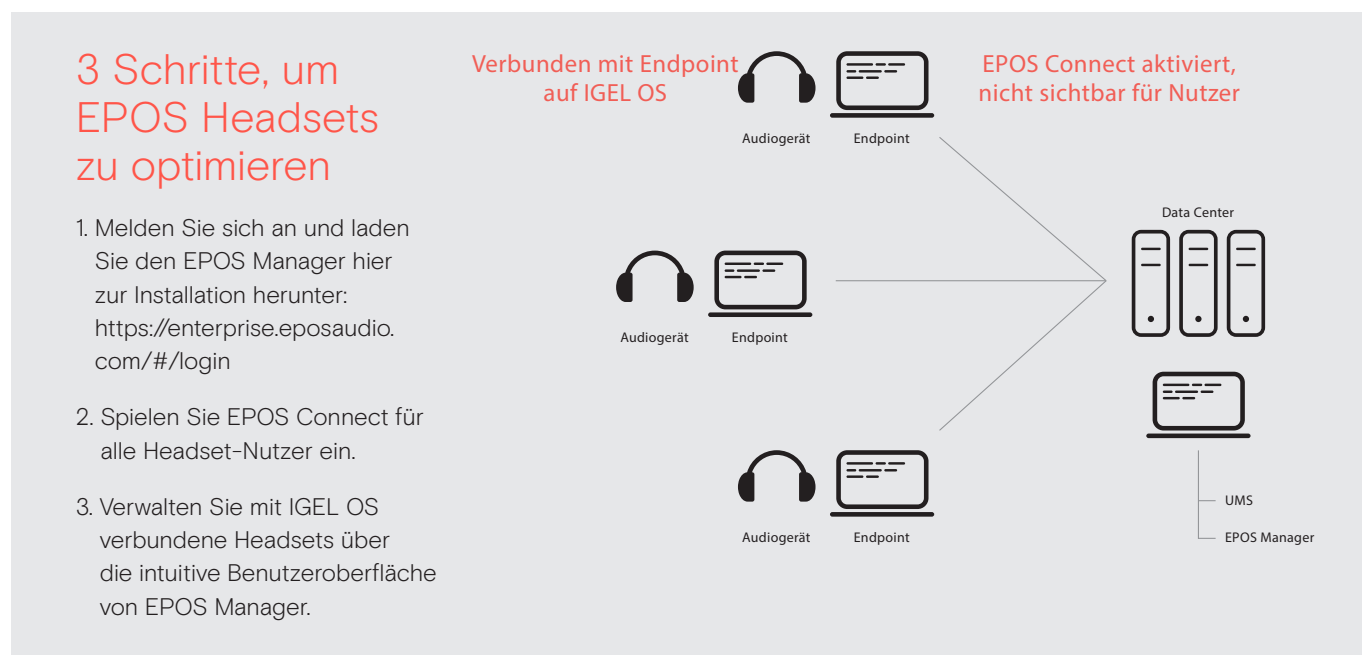 3 Schritte, um
EPOS Headsets
zu optimieren
1. Melden Sie sich an und laden
Sie den EPOS Manager hier
zur Installation herunter:
https://enterprise.eposaudio.
com/#/login
2. Spielen Sie EPOS Connect für
alle Headset-Nutzer ein.
3. Verwalten Sie mit IGEL OS
verbundene Headsets über
die intuitive Benutzeroberfläche
von EPOS Manager.
Verbunden mit Endpoint
auf IGEL OS
EPOS Connect aktiviert,
nicht sichtbar für Nutzer
Audiogerät
Endpoint
Audiogerät
Endpoint
Audiogerät
Endpoint
Data Center
UMS
EPOS Manager